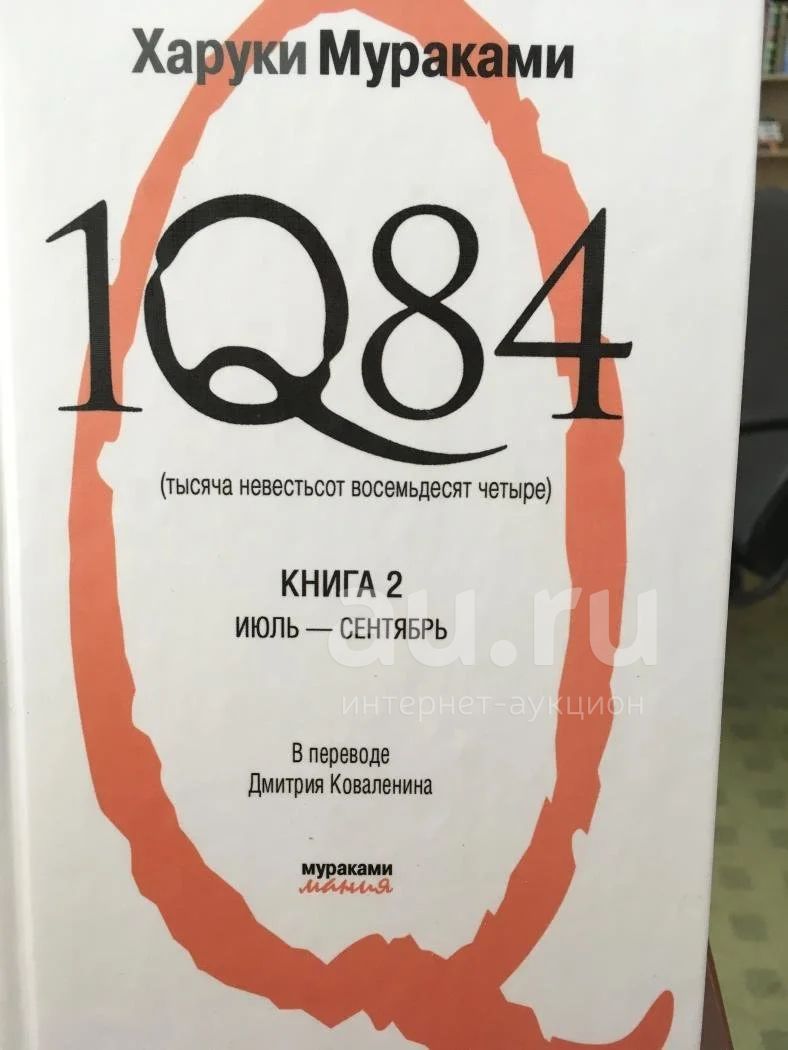 Харуки Мураками
1Q84
(тысяча невестьсот восемьдесят четыре)
КНИГА 2
ИЮЛЬ — СЕНТЯБРЬ
au.ru
интернет-аукцион
В переводе
Дмитрия Коваленина
мураками
мания